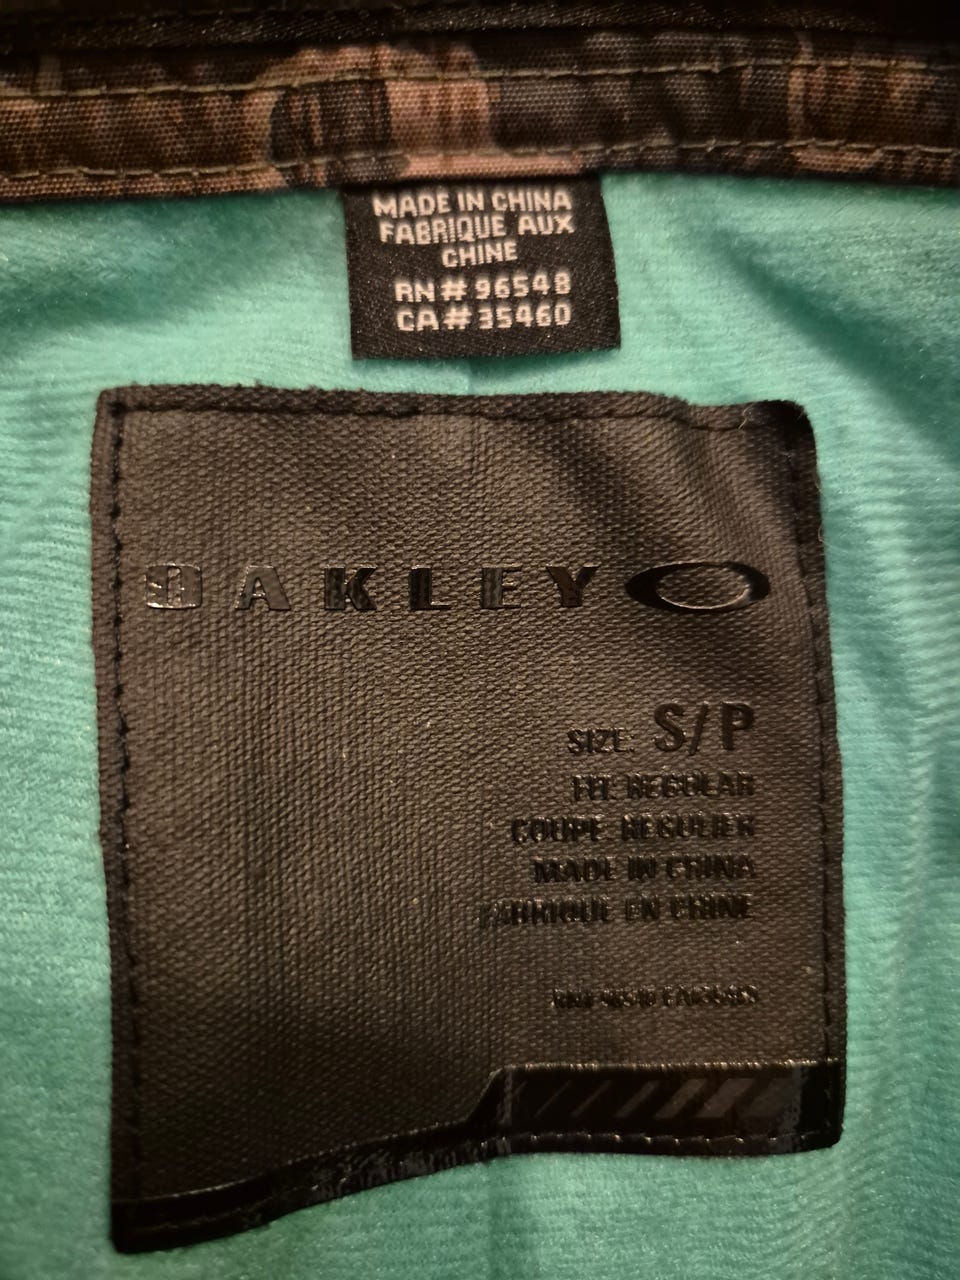 MADE IN CHINA
FABRIQUE AUX
CHINE
RN# 96548
CA# 35460
OAKLEY
SIZE: S/P
FIT: REGULAR
COUPE: REGULIER
MADE IN CHINA
FABRIQUE EN CHINE